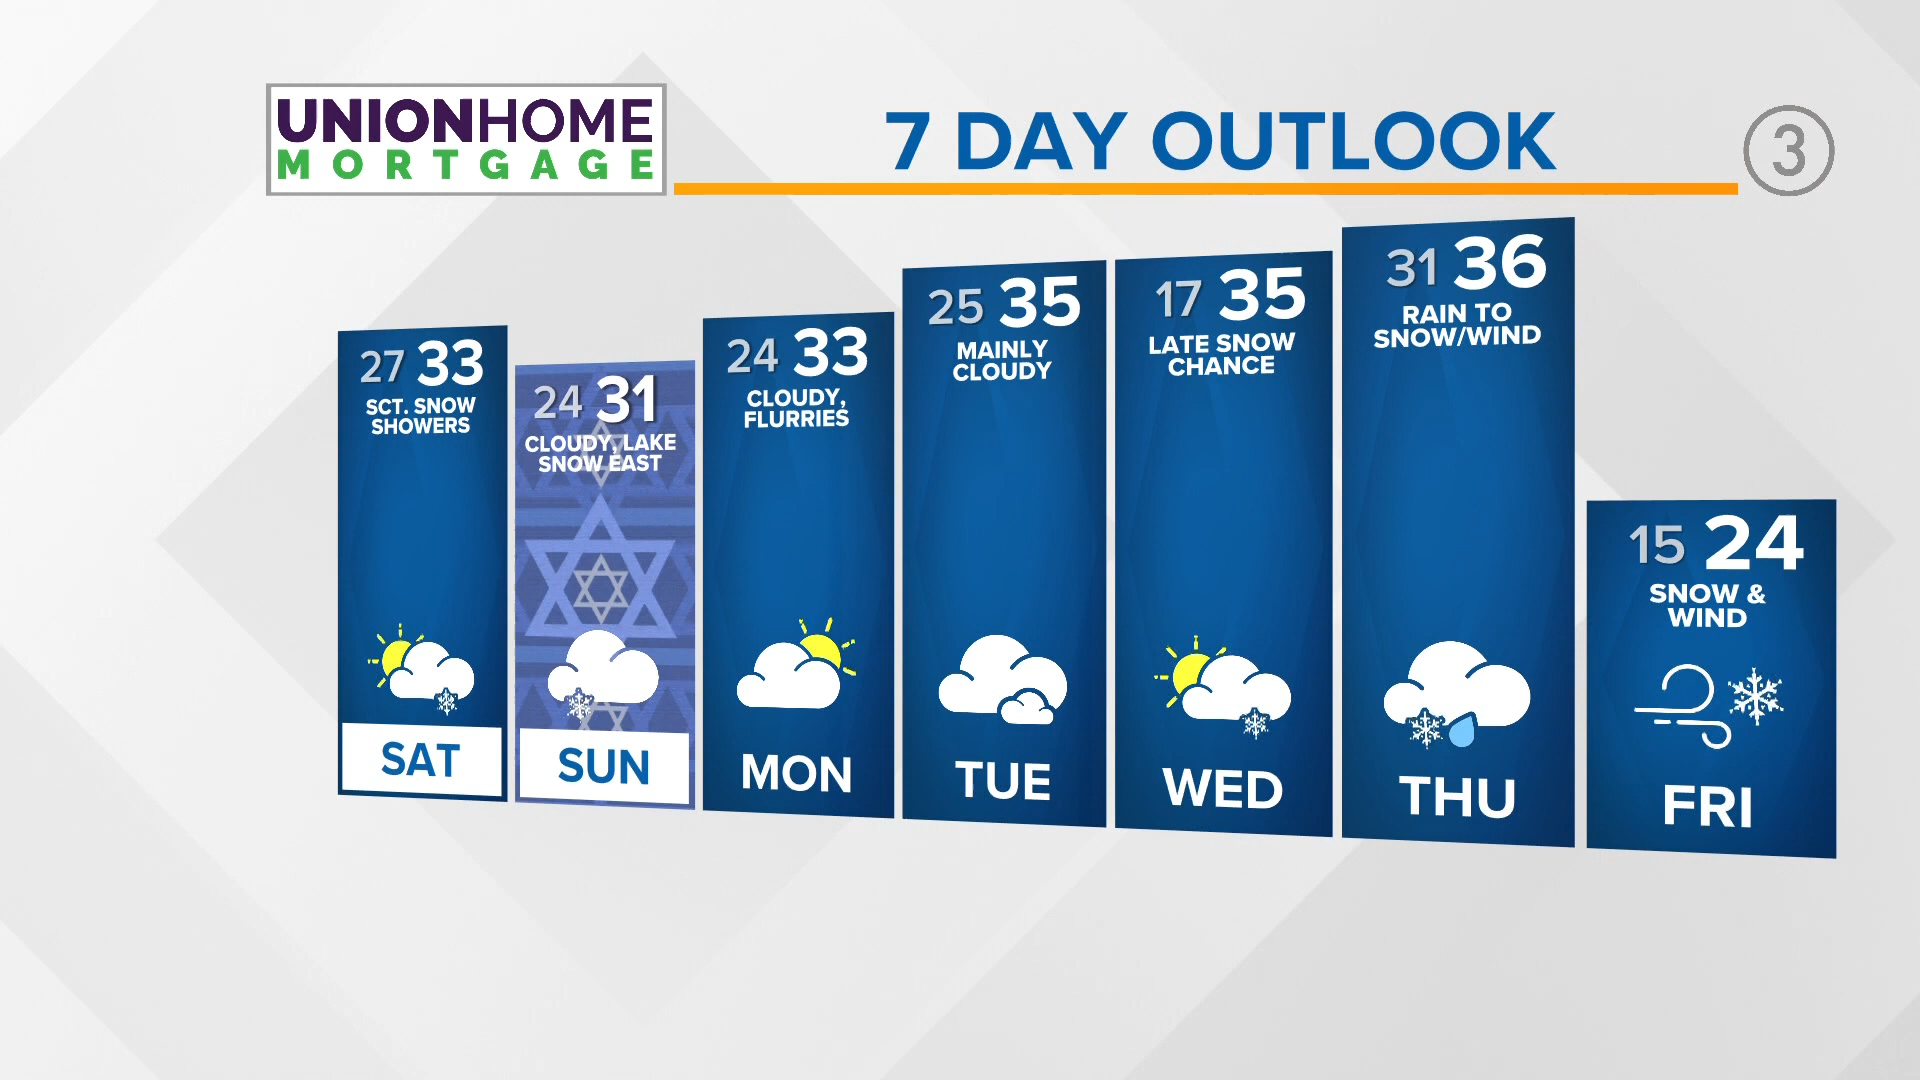 UNIONHOME
MORTGAGE
7 DAY OUTLOOK
3
27 33
SCT. SNOW
SHOWERS
SAT
24 31
CLOUDY, LAKE
SNOW EAST
SUN
24 33
CLOUDY,
FLURRIES
MON
25 35
MAINLY
CLOUDY
TUE
17 35
LATE SNOW
CHANCE
WED
31 36
RAIN TO
SNOW/WIND
THU
15 24
SNOW &
WIND
FRI